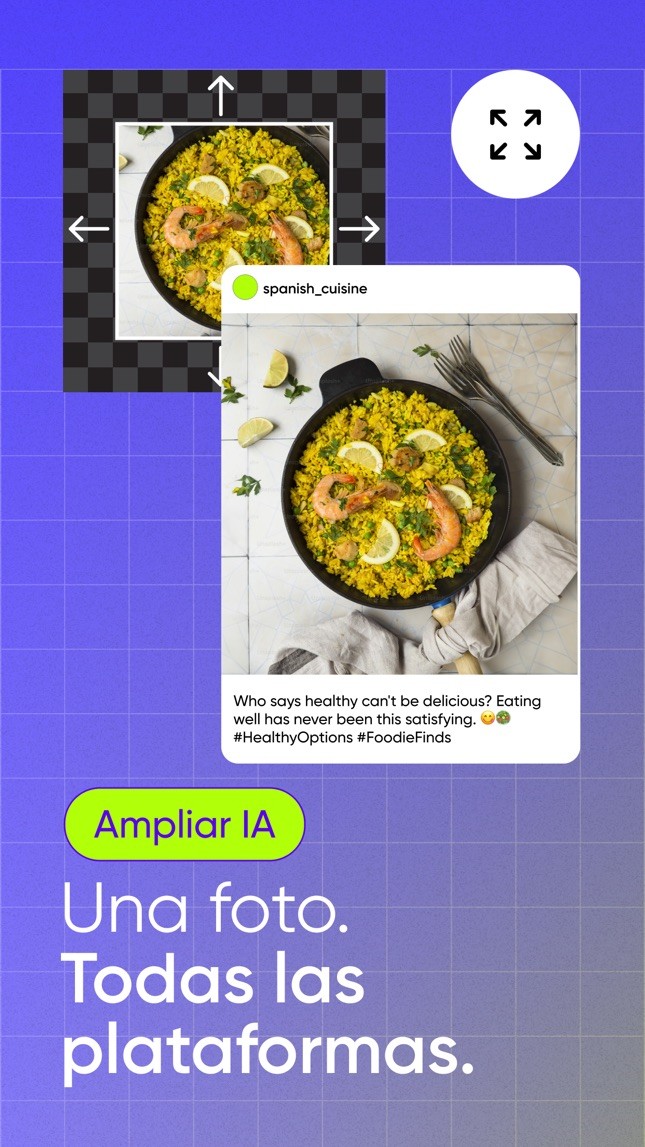 spanish_cuisine
Who says healthy can't be delicious? Eating
well has never been this satisfying. 😋🥗
#HealthyOptions #FoodieFinds
Ampliar IA
Una foto.
Todas las
plataformas.